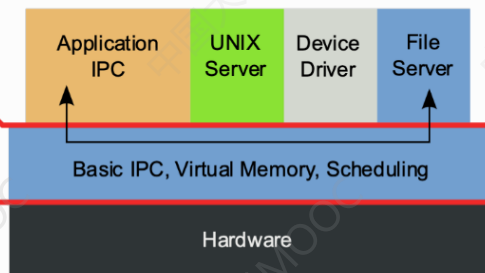 Application
IPC
UNIX
Server
Device
Driver
File
Server
Basic IPC, Virtual Memory, Scheduling
Hardware